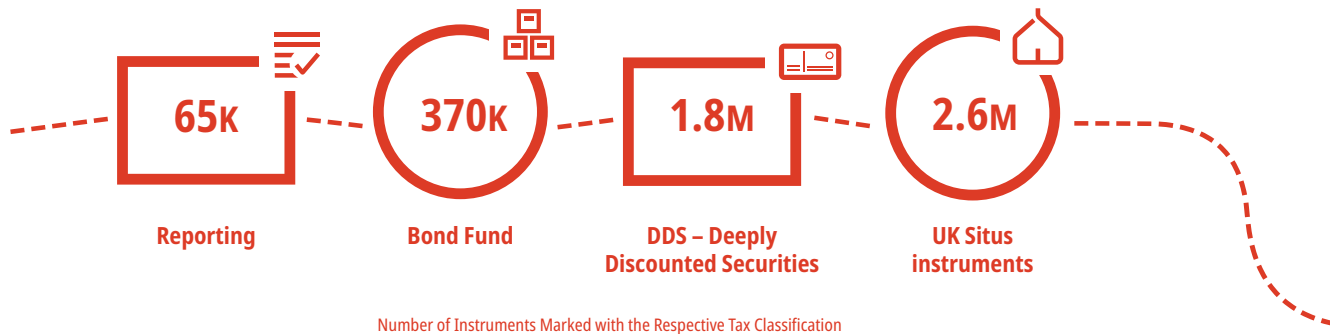 65K
370K
1.8M
2.6M
Reporting
Bond Fund
DDS – Deeply
Discounted Securities
UK Situs
instruments
Number of Instruments Marked with the Respective Tax Classification